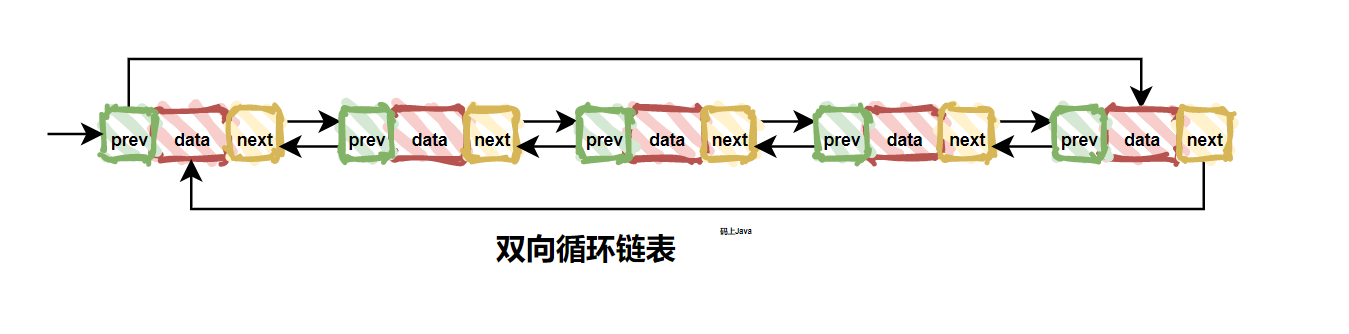 prev data next prev data next prev data next prev data next prev data next
码上Java
双向循环链表